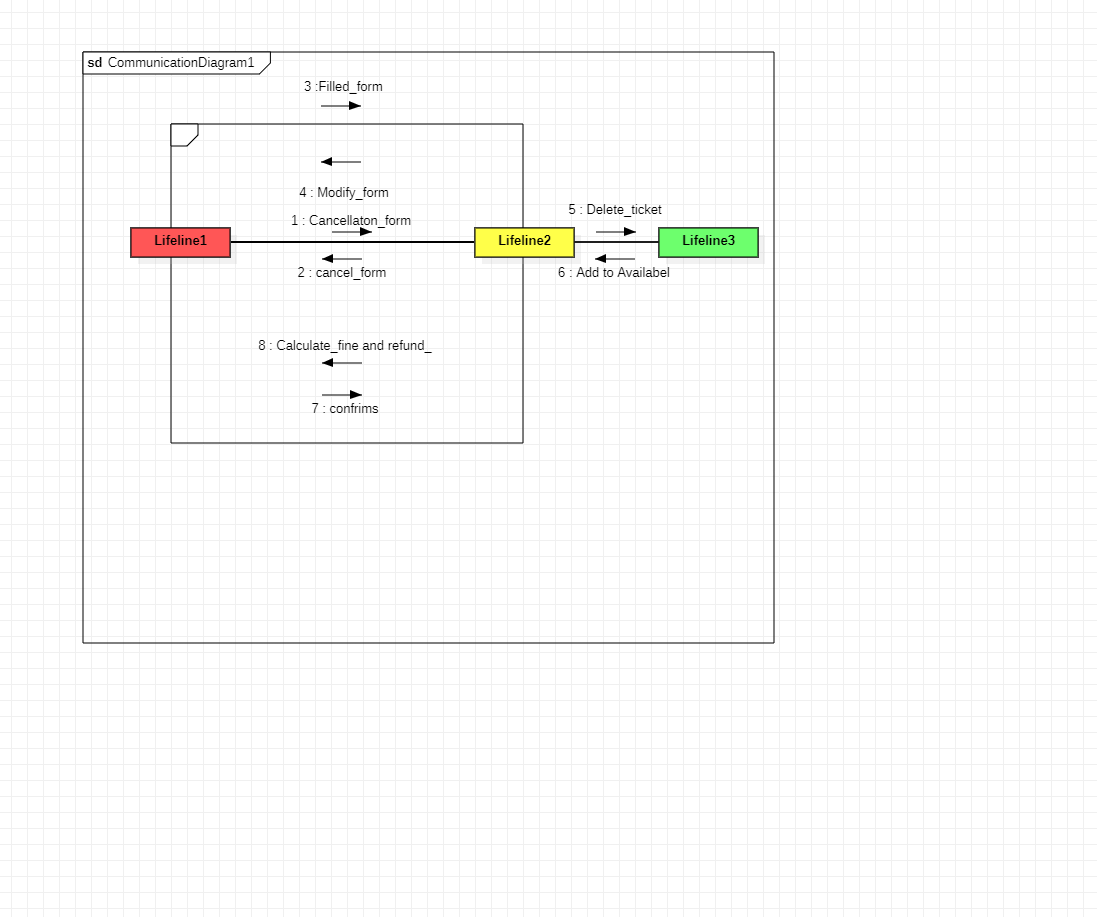 sd CommunicationDiagram1
3 :Filled_form
4 : Modify_form
1 : Cancellaton_form
5 : Delete_ticket
Lifeline1
Lifeline2
Lifeline3
2 : cancel_form
6 : Add to Availabel
8 : Calculate_fine and refund_
7 : confrims